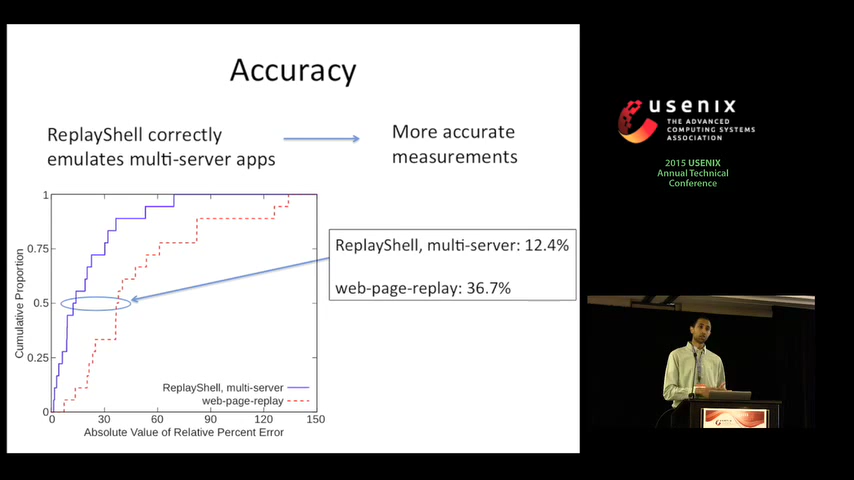 Accuracy
ReplayShell correctly
emulates multi-server apps
More accurate
measurements
1
0.75
0.5
0.25
0
Cumulative Proportion
ReplayShell, multi-server
web-page-replay
0
30
60
90
120
150
Absolute Value of Relative Percent Error
ReplayShell, multi-server: 12.4%
web-page-replay: 36.7%
usenix
THE ADVANCED
COMPUTING SYSTEMS
ASSOCIATION
2015 USENIX
Annual Technical
Conference